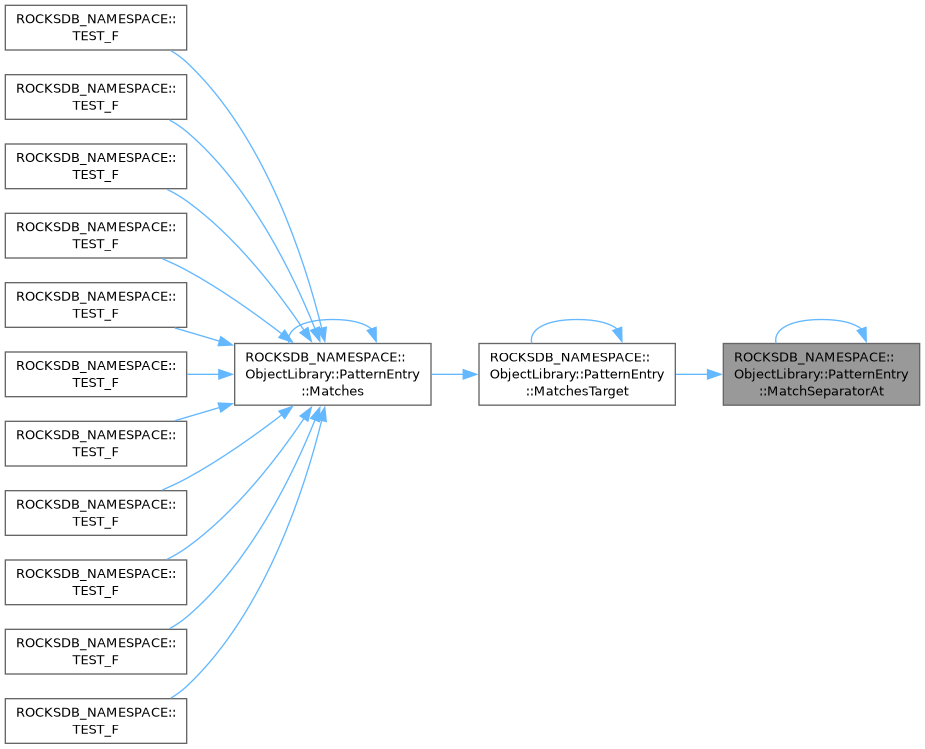 ROCKSDB_NAMESPACE::
TEST_F
ROCKSDB_NAMESPACE::
TEST_F
ROCKSDB_NAMESPACE::
TEST_F
ROCKSDB_NAMESPACE::
TEST_F
ROCKSDB_NAMESPACE::
TEST_F
ROCKSDB_NAMESPACE::
TEST_F
ROCKSDB_NAMESPACE::
TEST_F
ROCKSDB_NAMESPACE::
TEST_F
ROCKSDB_NAMESPACE::
TEST_F
ROCKSDB_NAMESPACE::
TEST_F
ROCKSDB_NAMESPACE::
TEST_F
ROCKSDB_NAMESPACE::
ObjectLibrary::PatternEntry
::Matches
ROCKSDB_NAMESPACE::
ObjectLibrary::PatternEntry
::MatchesTarget
ROCKSDB_NAMESPACE::
ObjectLibrary::PatternEntry
::MatchSeparatorAt